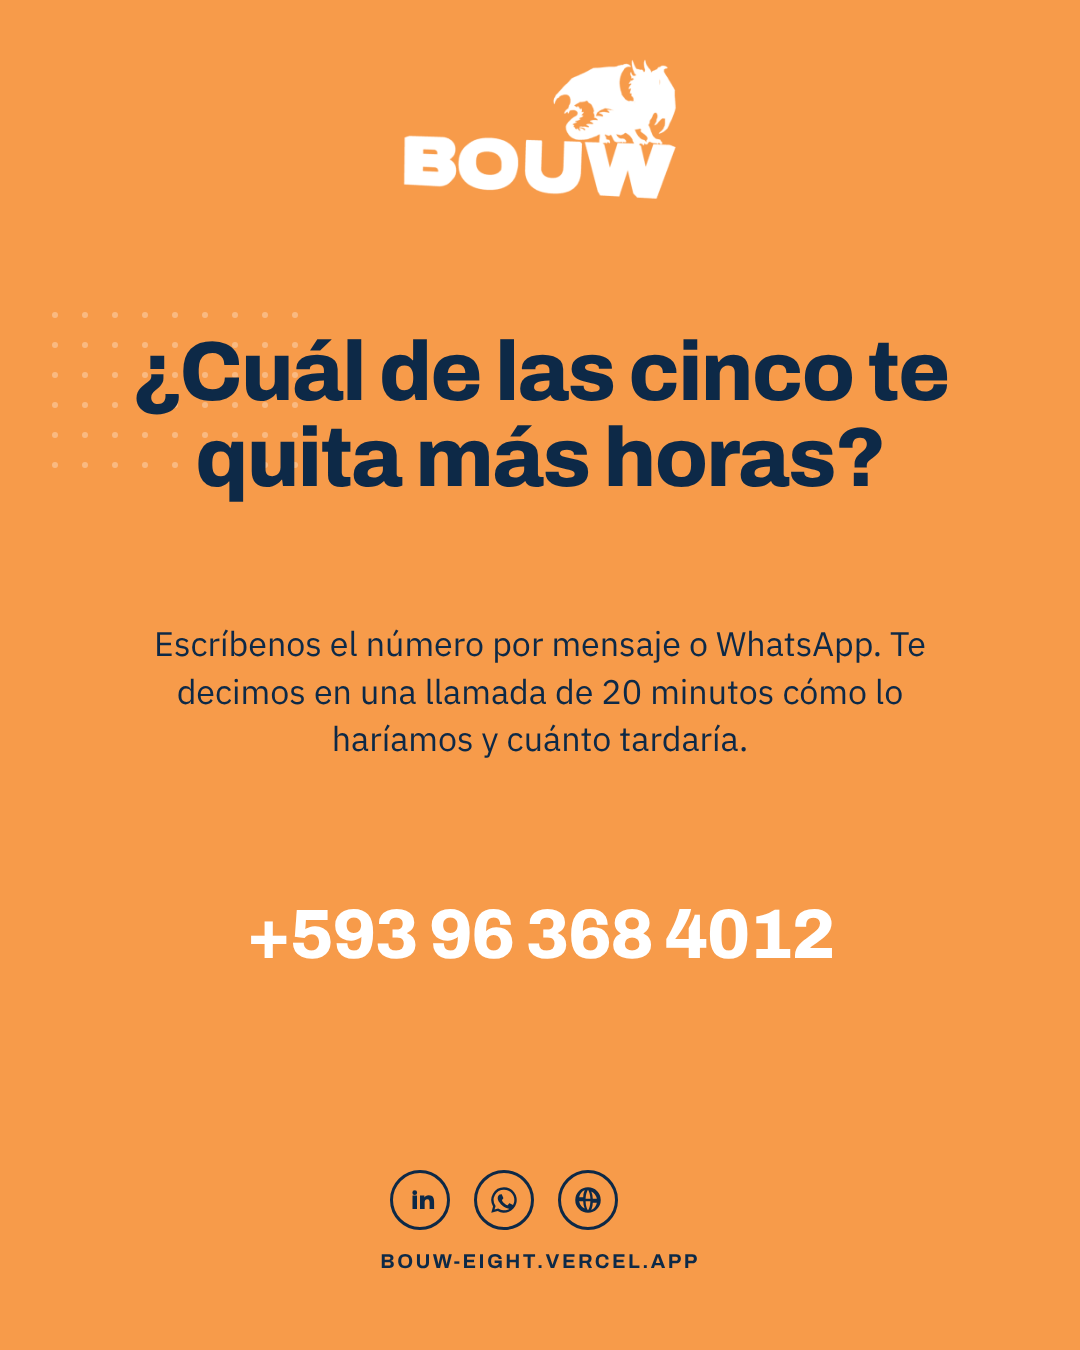 BOUW
¿Cuál de las cinco te
quita más horas?
Escríbenos el número por mensaje o WhatsApp. Te
decimos en una llamada de 20 minutos cómo lo
haríamos y cuánto tardaría.
+593 96 368 4012
in
BOUW-EIGHT.VERCEL.APP